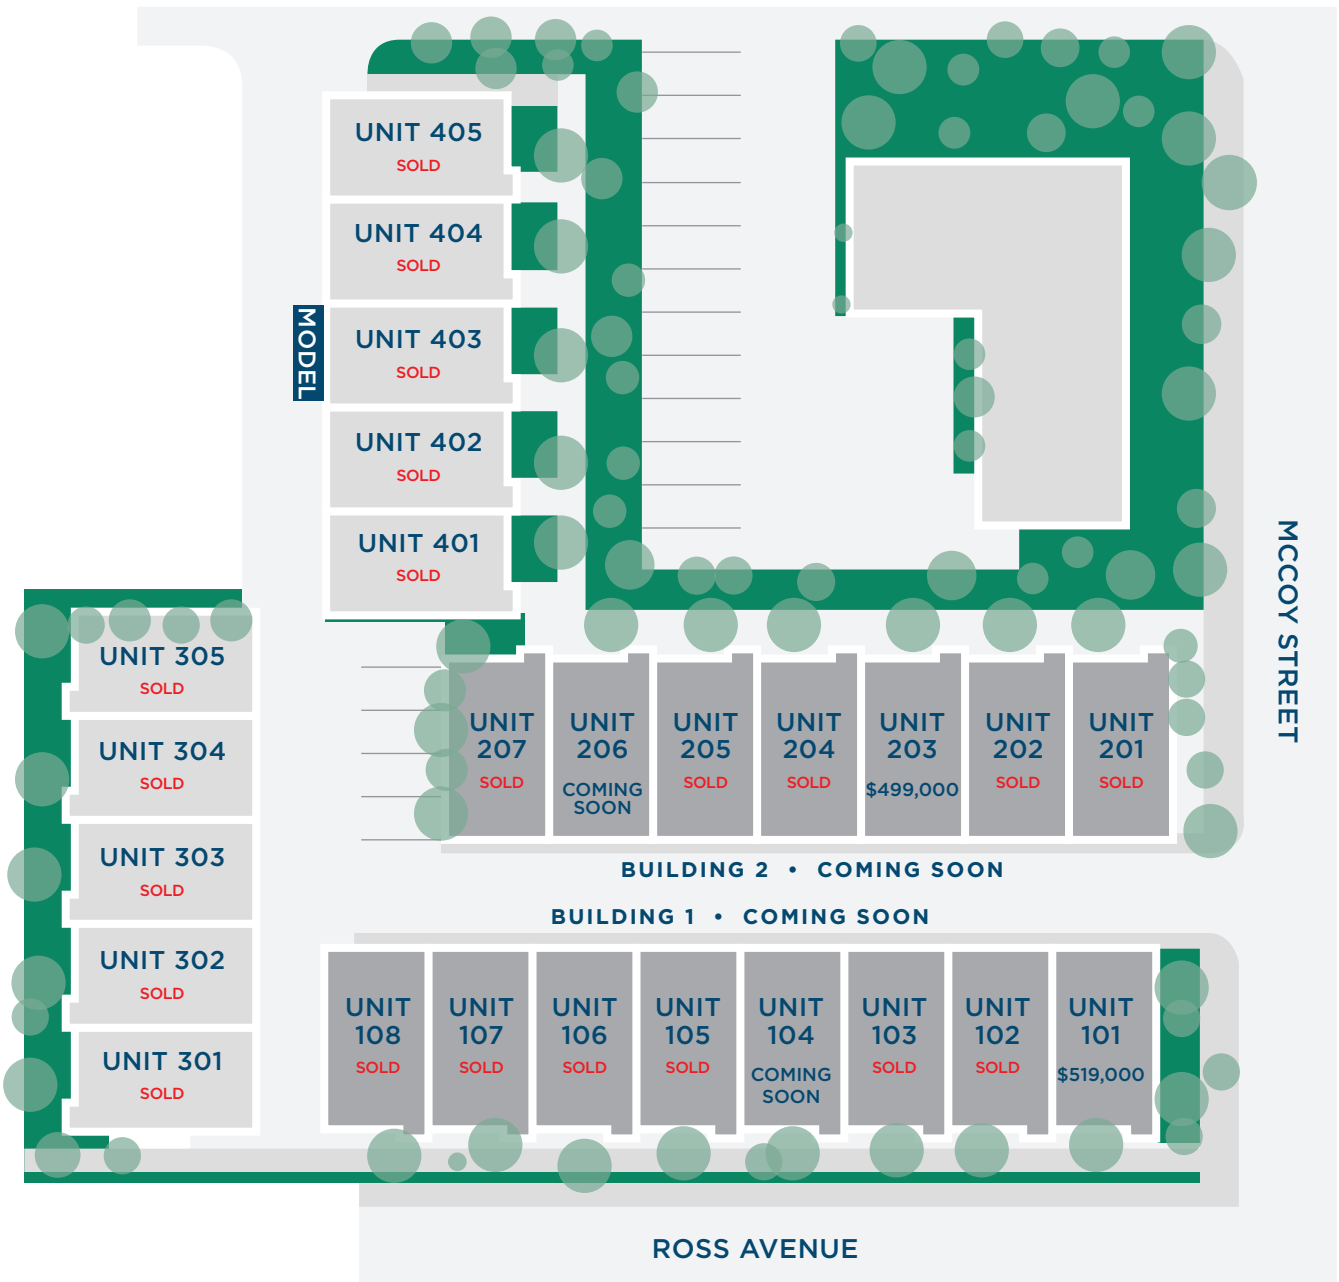 UNIT 405
SOLD
UNIT 404
SOLD
MODEL
UNIT 403
SOLD
UNIT 402
SOLD
UNIT 401
SOLD
MCCOY STREET
UNIT 305
SOLD
UNIT 304
SOLD
UNIT 303
SOLD
UNIT 302
SOLD
UNIT 301
SOLD
UNIT
207
SOLD
UNIT
206
COMING
SOON
UNIT
205
SOLD
UNIT
204
SOLD
UNIT
203
$499,000
UNIT
202
SOLD
UNIT
201
SOLD
BUILDING 2 • COMING SOON
BUILDING 1 • COMING SOON
UNIT
108
SOLD
UNIT
107
SOLD
UNIT
106
SOLD
UNIT
105
SOLD
UNIT
104
COMING
SOON
UNIT
103
SOLD
UNIT
102
SOLD
UNIT
101
$519,000
ROSS AVENUE